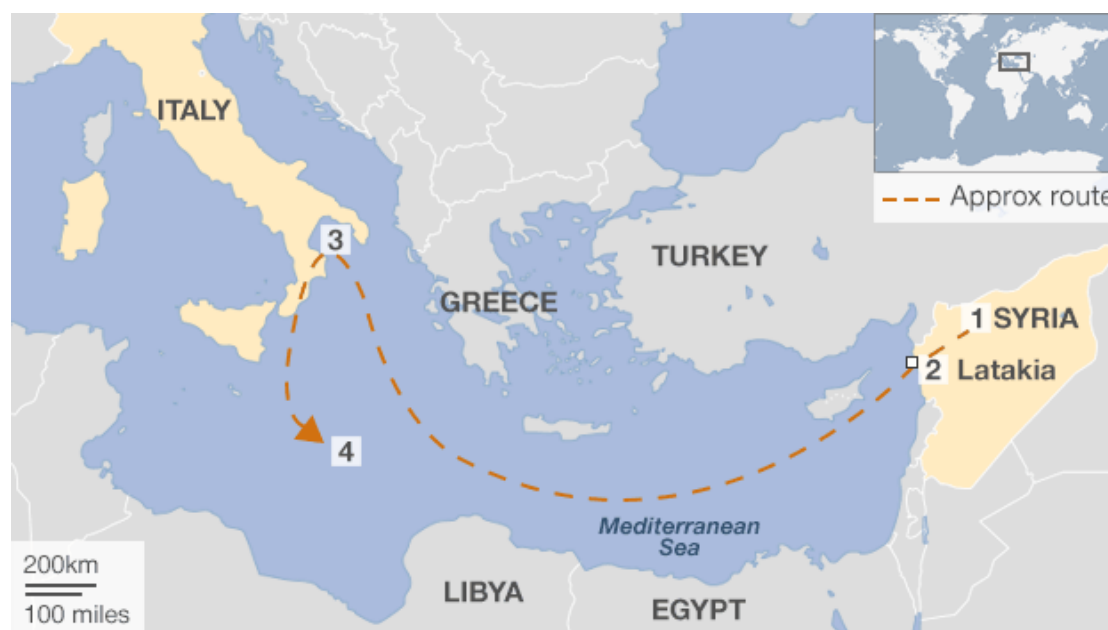 ITALY
Approx route
3
TURKEY
GREECE
1 SYRIA
2 Latakia
4
Mediterranean
Sea
200km
100 miles
LIBYA
EGYPT